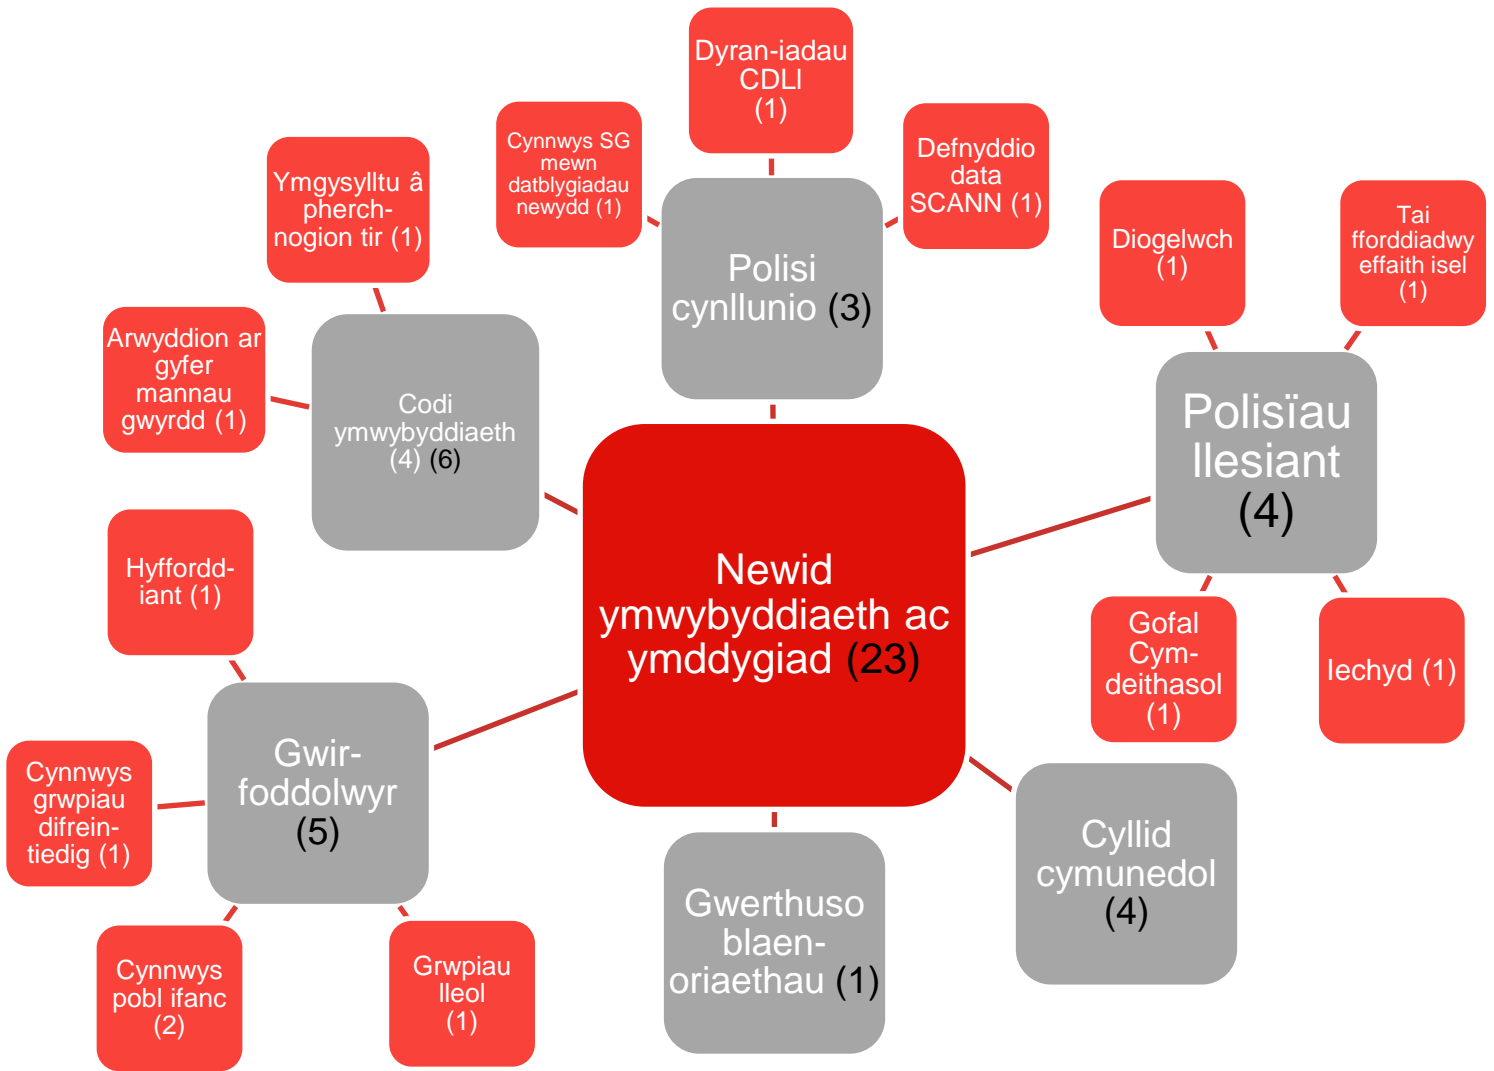 Dyran-iadau
CDLl
(1)
Cynnwys SG
mewn
datblygiadau
newydd (1)
Defnyddio
data
SCANN (1)
Polisi
cynllunio (3)
Ymgysylltu â
pherch-
nogion tir (1)
Arwyddion ar
gyfer
mannau
gwyrdd (1)
Codi
ymwybyddiaeth
(4) (6)
Diogelwch
(1)
Tai
fforddiadwy
effaith isel
(1)
Polisïau
llesiant
(4)
Gofal
Cym-
deithasol
(1)
Iechyd (1)
Newid
ymwybyddiaeth ac
ymddygiad (23)
Hyffordd-
iant (1)
Gwir-
foddolwyr
(5)
Cynnwys
grwpiau
difrein-
tiedig (1)
Cynnwys
pobl ifanc
(2)
Grwpiau
lleol
(1)
Gwerthuso
blaen-
oriaethau (1)
Cyllid
cymunedol
(4)